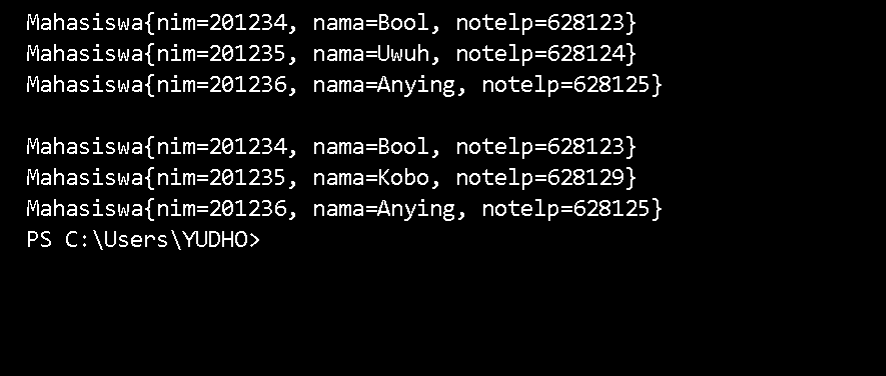 Mahasiswa{nim=201234, nama=Bool, notelp=628123}
Mahasiswa{nim=201235, nama=Uwuh, notelp=628124}
Mahasiswa{nim=201236, nama=Anying, notelp=628125}
Mahasiswa{nim=201234, nama=Bool, notelp=628123}
Mahasiswa{nim=201235, nama=Kobo, notelp=628129}
Mahasiswa{nim=201236, nama=Anying, notelp=628125}
PS C:\Users\YUDHO>